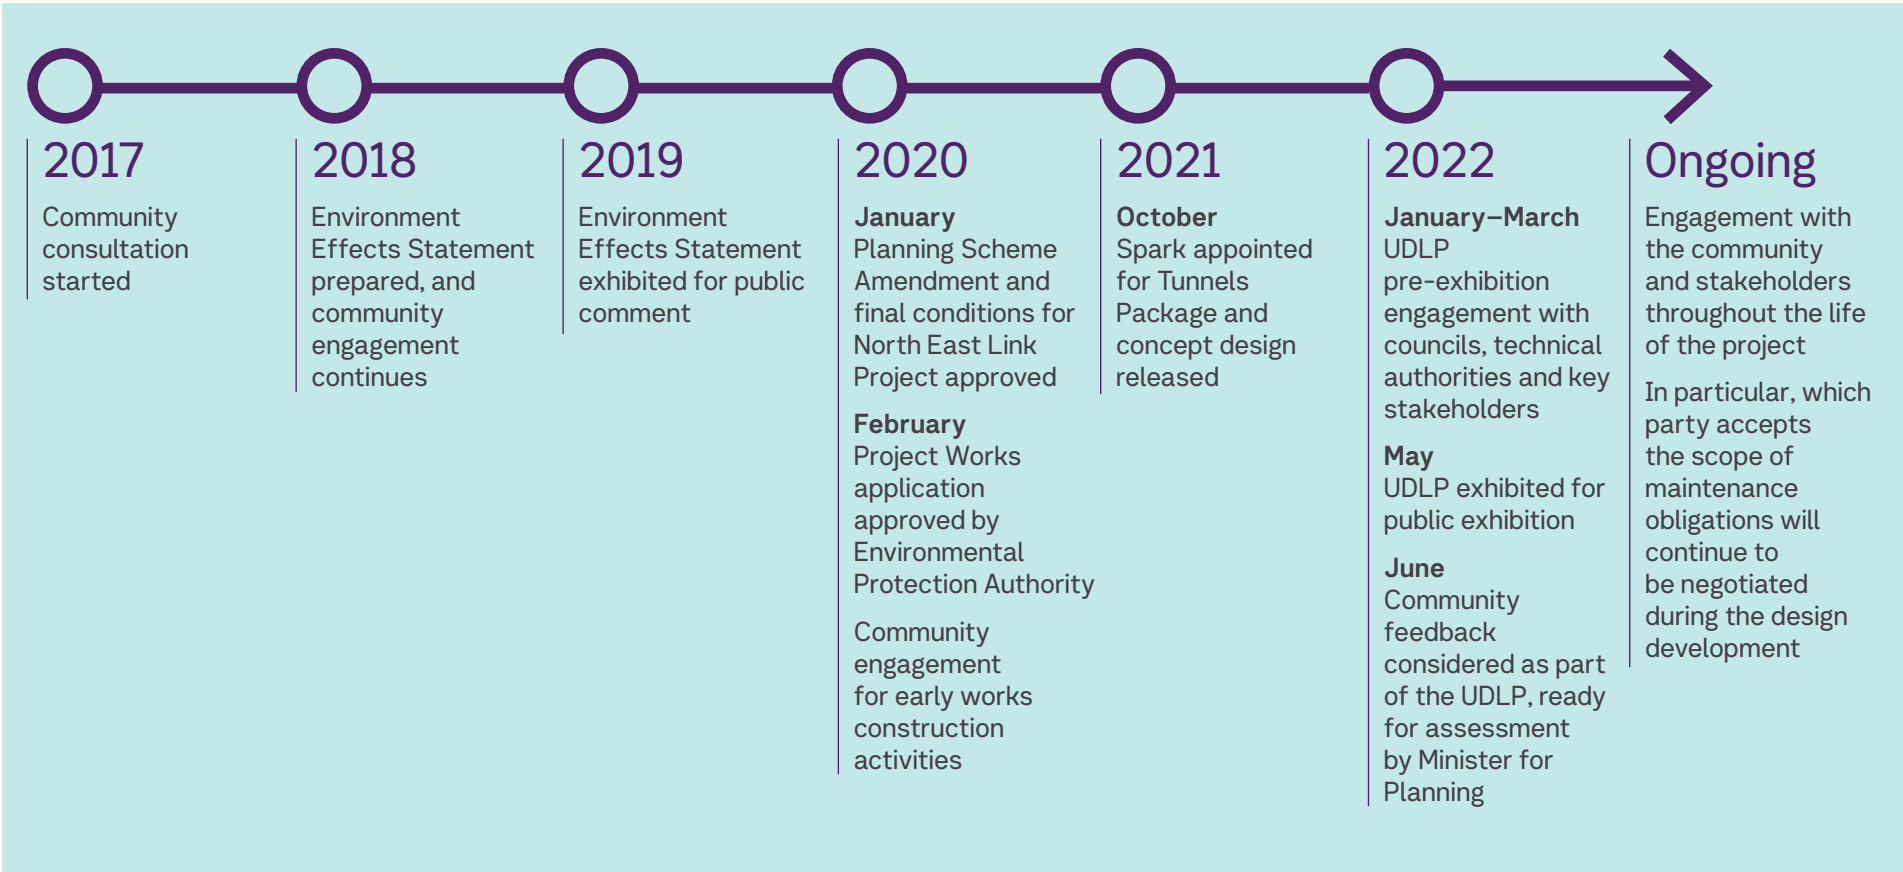 2017
Community
consultation
started
2018
Environment
Effects Statement
prepared, and
community
engagement
continues
2019
Environment
Effects Statement
exhibited for public
comment
2020
January
Planning Scheme
Amendment and
final conditions for
North East Link
Project approved
February
Project Works
application
approved by
Environmental
Protection Authority
Community
engagement
for early works
construction
activities
2021
October
Spark appointed
for Tunnels
Package and
concept design
released
2022
January–March
UDLP
pre-exhibition
engagement with
councils, technical
authorities and key
stakeholders
May
UDLP exhibited for
public exhibition
June
Community
feedback
considered as part
of the UDLP, ready
for assessment
by Minister for
Planning
Ongoing
Engagement with
the community
and stakeholders
throughout the life
of the project
In particular, which
party accepts
the scope of
maintenance
obligations will
continue to
be negotiated
during the design
development